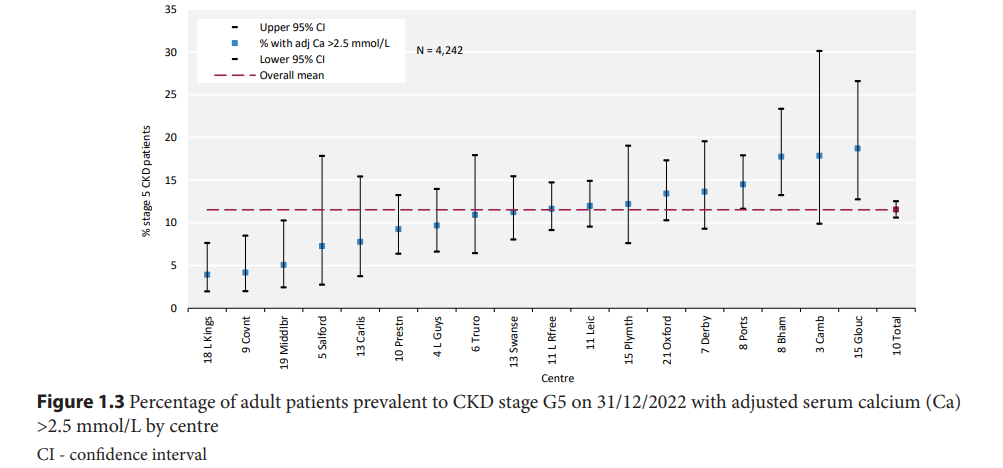 35
30
25
20
15
10
5
0
% stage 5 CKD patients
Upper 95% CI
% with adj Ca >2.5 mmol/L
Lower 95% CI
Overall mean
N = 4,242
18 L Kings
9 Covnt
19 Middlbr
5 Salford
13 Carlis
10 Prestn
4 L Guys
6 Truro
13 Swanse
11 L Rfree
11 Leic
15 Plymth
21 Oxford
7 Derby
8 Ports
8 Bham
3 Camb
15 Glouc
10 Total
Centre
Figure 1.3 Percentage of adult patients prevalent to CKD stage G5 on 31/12/2022 with adjusted serum calcium (Ca)
>2.5 mmol/L by centre
CI - confidence interval